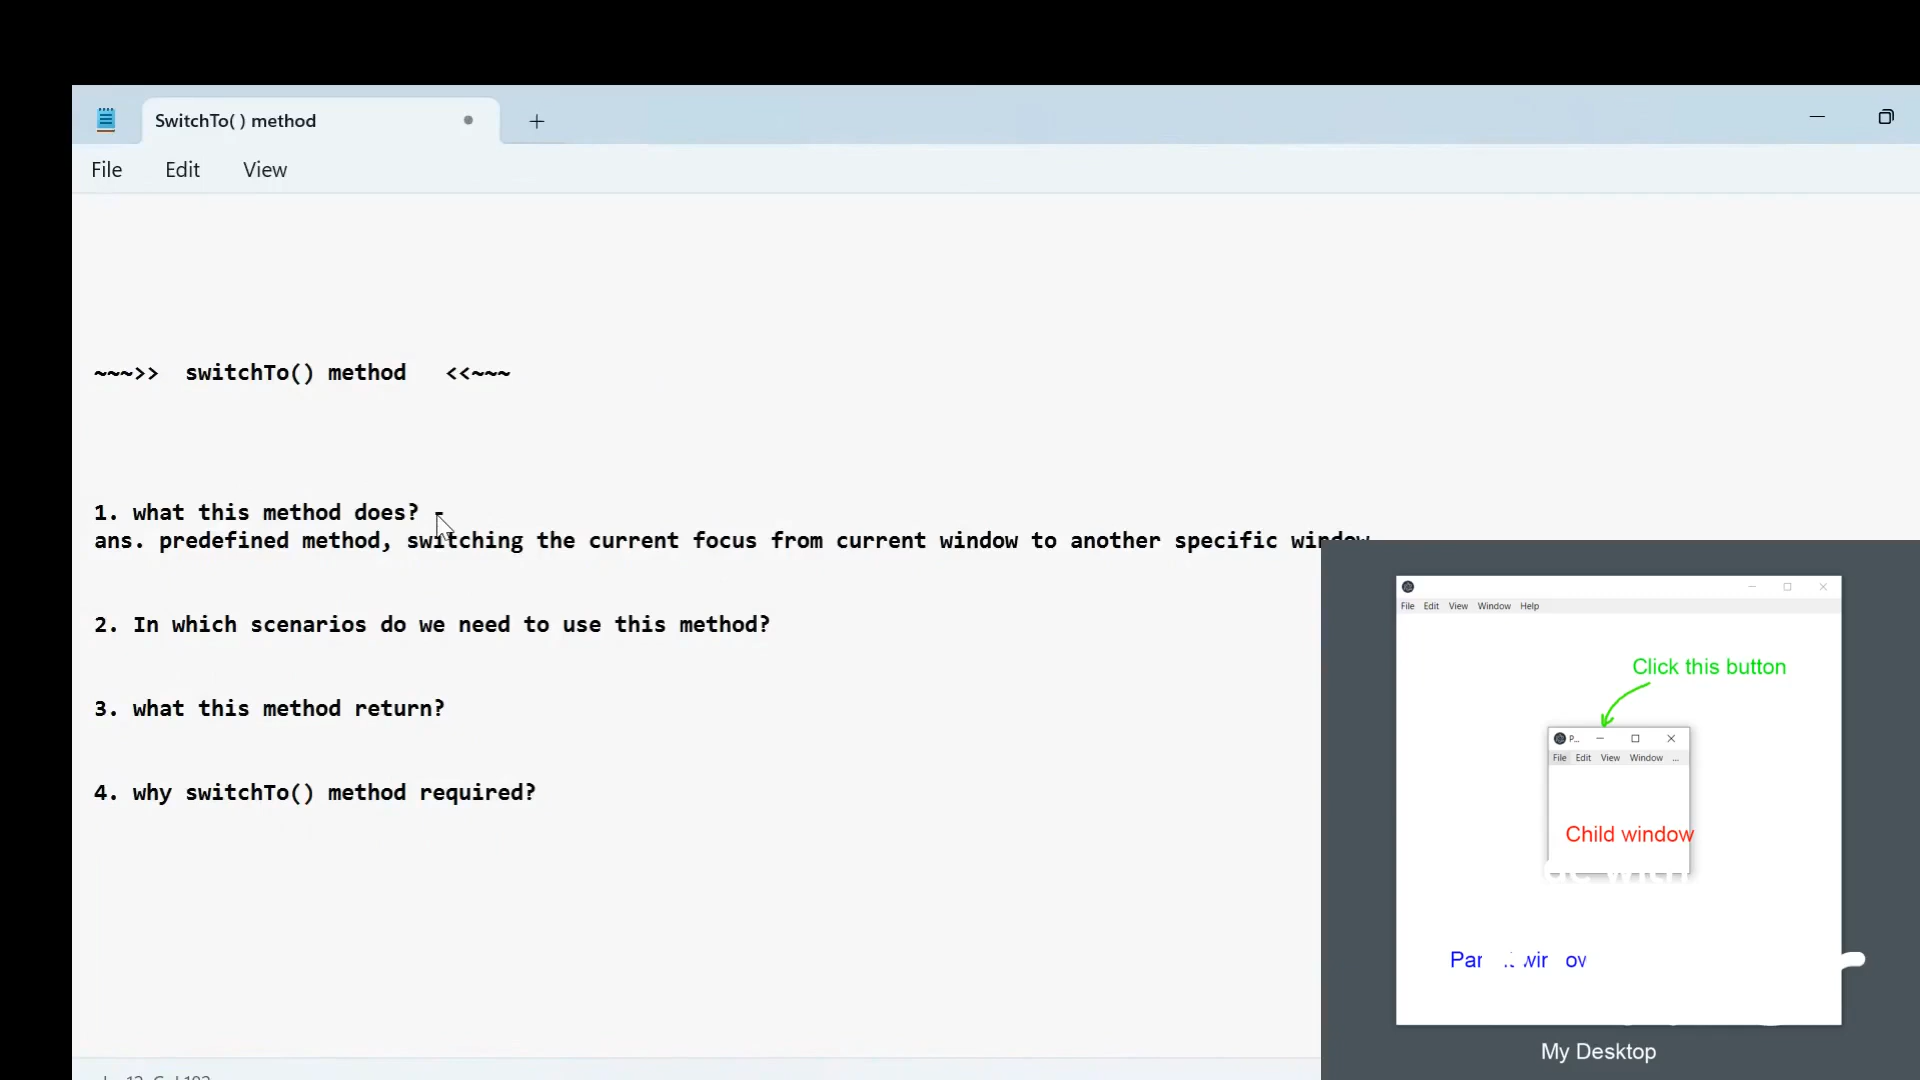 SwitchTo( ) method
File Edit View
~~~>> switchTo() method <<~~~
1. what this method does? -
ans. predefined method, switching the current focus from current window to another specific window
2. In which scenarios do we need to use this method?
3. what this method return?
4. why switchTo() method required?
File Edit View Window Help
Click this button
P...
File Edit View Window ...
Child window
My Desktop